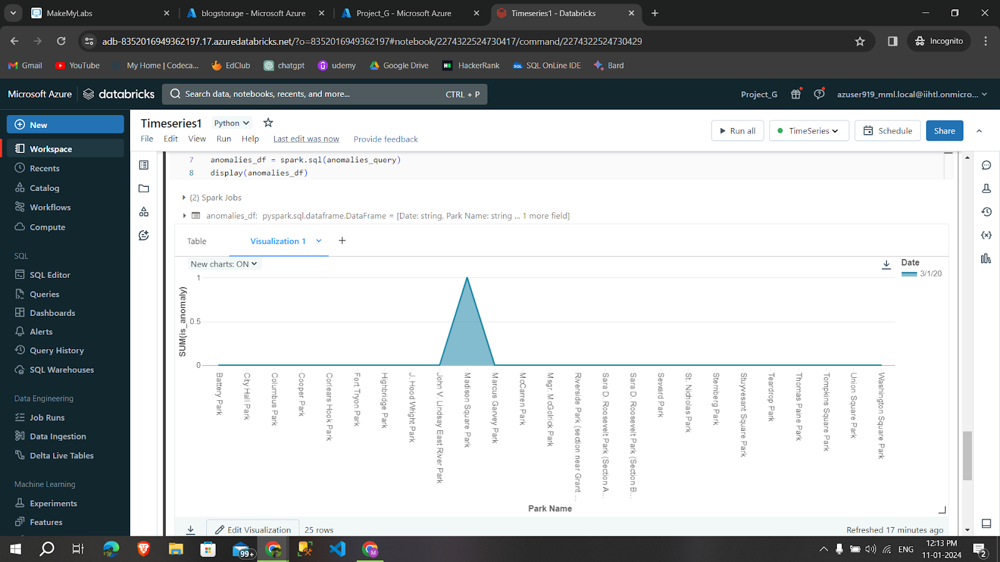 MakeMyLabs
blogstorage - Microsoft Azure
Project_G - Microsoft Azure
Timeseries1 - Databricks
adb-8352016949362197.17.azuredatabricks.net/?o=8352016949362197#notebook/2274322524730417/command/2274322524730429
Incognito
Gmail
YouTube
My Home | Codeca...
EdClub
chatgpt
udemy
Google Drive
HackerRank
SQL OnLine IDE
Bard
Microsoft Azure
databricks
Search data, notebooks, recents, and more...
CTRL + P
Project_G
azuser919_mml.local@iihtl.onmicro...
New
Workspace
Recents
Catalog
Workflows
Compute
SQL
SQL Editor
Queries
Dashboards
Alerts
Query History
SQL Warehouses
Data Engineering
Job Runs
Data Ingestion
Delta Live Tables
Machine Learning
Experiments
Features
Timeseries1
Python
File
Edit
View
Run
Help
Last edit was now
Provide feedback
Run all
TimeSeries
Schedule
Share
7 anomalies_df = spark.sql(anomalies_query)
8 display(anomalies_df)
(2) Spark Jobs
anomalies_df: pyspark.sql.dataframe.DataFrame = [Date: string, Park Name: string ... 1 more field]
Table
Visualization 1
New charts: ON
Date
3/1/20
SUM(is_anomaly)
1
0.5
0
Battery Park
City Hall Park
Columbus Park
Cooper Park
Corlears Hook Park
Fort Tryon Park
Highbridge Park
J. Hood Wright Park
John V. Lindsay East River Park
Madison Square Park
Marcus Garvey Park
McCarren Park
Msgr. McGolrick Park
Riverside Park (section near Grant ...
Sara D. Roosevelt Park (Section A...
Sara D. Roosevelt Park (Section B...
Seward Park
St. Nicholas Park
Sternberg Park
Stuyvesant Square Park
Teardrop Park
Thomas Paine Park
Tompkins Square Park
Union Square Park
Washington Square Park
Park Name
Edit Visualization
25 rows
Refreshed 17 minutes ago
99+
ENG
12:13 PM
11-01-2024
2